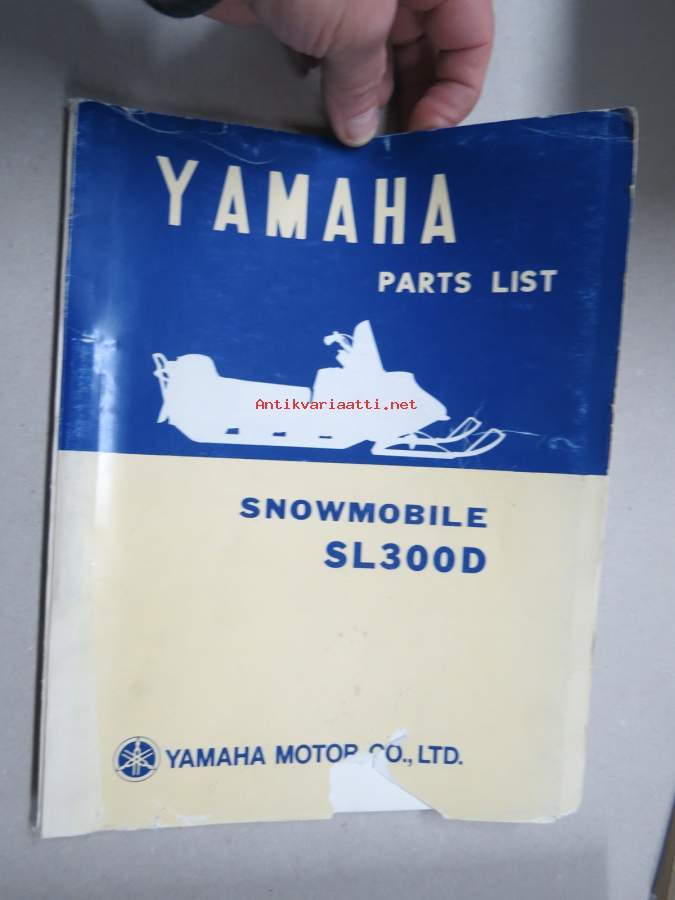 YAMAHA
PARTS LIST
Antikvariaatti.net
SNOWMOBILE
SL300D
YAMAHA MOTOR CO., LTD.